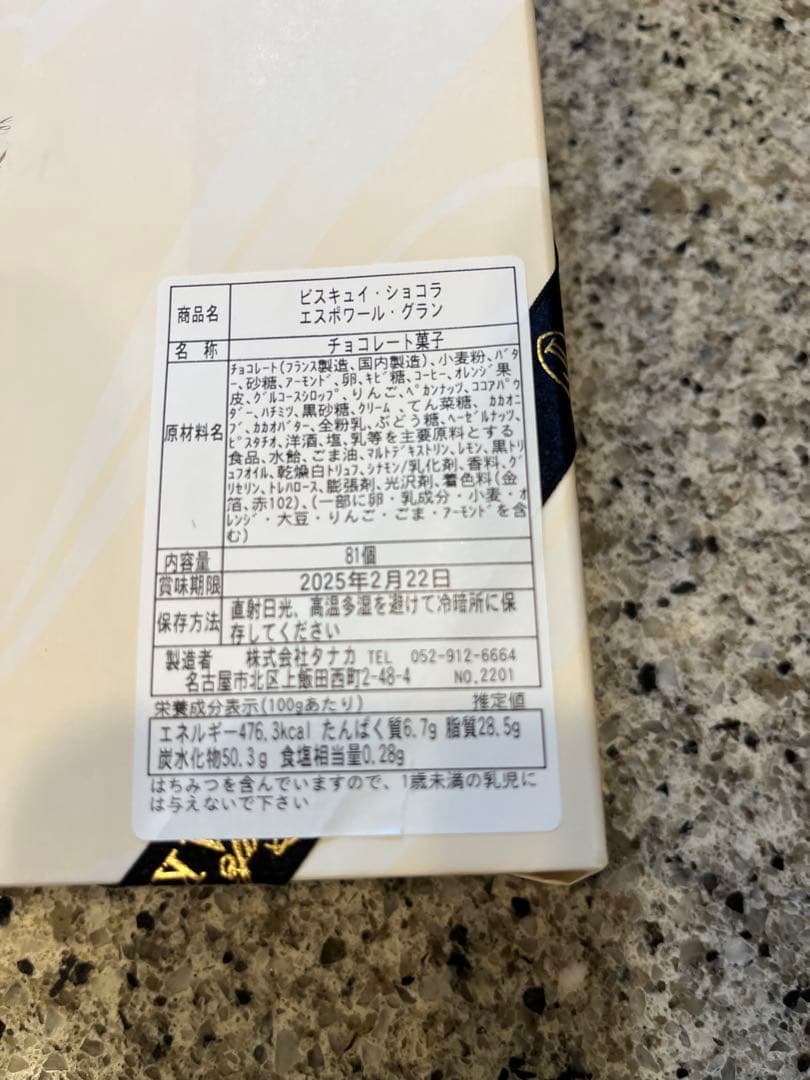 商品名 ビスキュイ・ショコラ
エスポワール・グラン
名 称 チョコレート菓子
原材料名 チョコレート(フランス製造、国内製造)、小麦粉、バタ
ー、砂糖、アーモンド、卵、キビ糖、コーヒー、オレンジ果
皮、グルコースシロップ、りんご、ペカンナッツ、ココアパウ
ダー、ハチミツ、黒砂糖、クリーム、てん菜糖、カカオニ
ブ、カカオバター、全粉乳、ぶどう糖、ヘーゼルナッツ、
ピスタチオ、洋酒、塩、乳等を主要原料とする
食品、水飴、ごま油、マルトデキストリン、レモン、黒トリ
ュフオイル、乾燥白トリュフ、シナモン/乳化剤、香料、グ
リセリン、トレハロース、膨張剤、光沢剤、着色料(金
箔、赤102)、(一部に卵・乳成分・小麦・オ
レンジ・大豆・りんご・ごま・アーモンドを含
む)
内容量 81個
賞味期限 2025年2月22日
保存方法 直射日光、高温多湿を避けて冷暗所に保
存してください
製造者 株式会社タナカ TEL 052-912-6664
名古屋市北区上飯田西町2-48-4 NO.2201
栄養成分表示(100gあたり) 推定値
エネルギー476.3kcal たんぱく質6.7g 脂質28.5g
炭水化物50.3g 食塩相当量0.28g
はちみつを含んでいますので、1歳未満の乳児に
は与えないで下さい